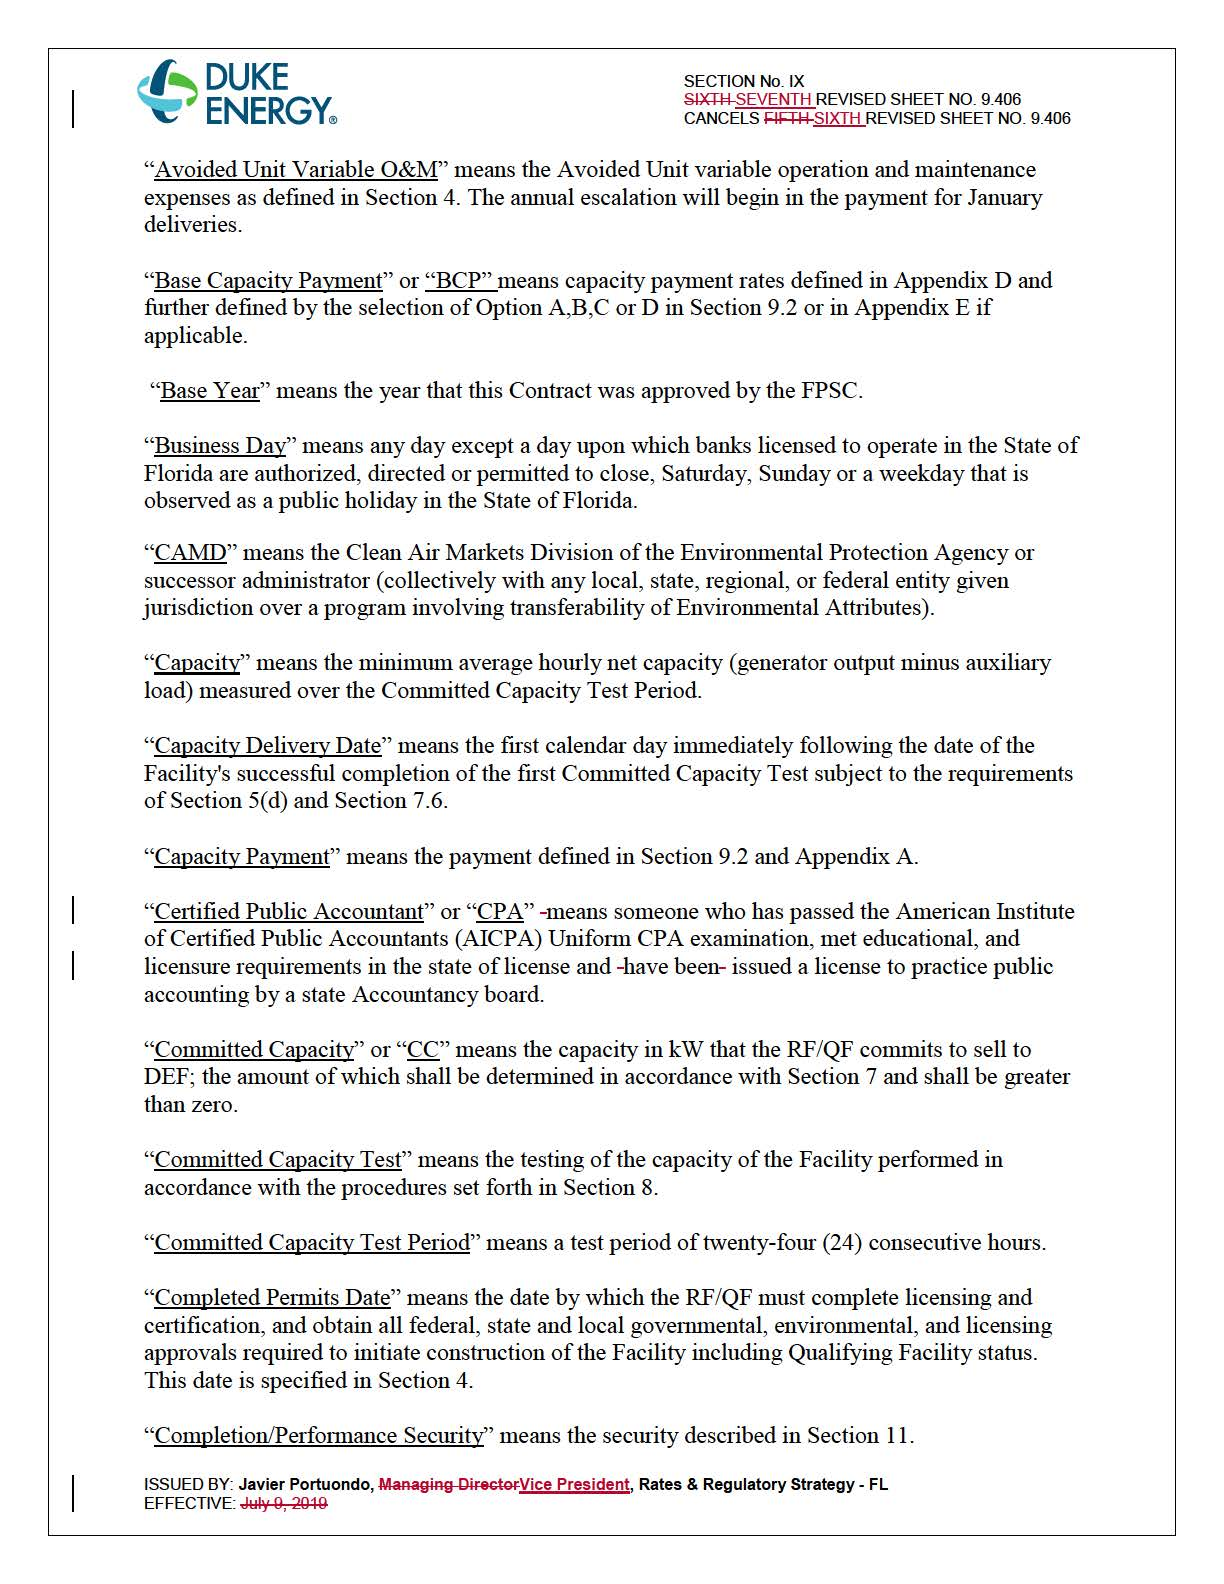 DUKE
ENERGY®
SECTION No. IX
SIXTH SEVENTH REVISED SHEET NO. 9.406
CANCELS FIFTH SIXTH REVISED SHEET NO. 9.406
“Avoided Unit Variable O&M” means the Avoided Unit variable operation and maintenance
expenses as defined in Section 4. The annual escalation will begin in the payment for January
deliveries.
“Base Capacity Payment” or “BCP” means capacity payment rates defined in Appendix D and
further defined by the selection of Option A,B,C or D in Section 9.2 or in Appendix E if
applicable.
“Base Year” means the year that this Contract was approved by the FPSC.
“Business Day” means any day except a day upon which banks licensed to operate in the State of
Florida are authorized, directed or permitted to close, Saturday, Sunday or a weekday that is
observed as a public holiday in the State of Florida.
“CAMD” means the Clean Air Markets Division of the Environmental Protection Agency or
successor administrator (collectively with any local, state, regional, or federal entity given
jurisdiction over a program involving transferability of Environmental Attributes).
“Capacity” means the minimum average hourly net capacity (generator output minus auxiliary
load) measured over the Committed Capacity Test Period.
“Capacity Delivery Date” means the first calendar day immediately following the date of the
Facility's successful completion of the first Committed Capacity Test subject to the requirements
of Section 5(d) and Section 7.6.
“Capacity Payment” means the payment defined in Section 9.2 and Appendix A.
“Certified Public Accountant” or “CPA” means someone who has passed the American Institute
of Certified Public Accountants (AICPA) Uniform CPA examination, met educational, and
licensure requirements in the state of license and have been issued a license to practice public
accounting by a state Accountancy board.
“Committed Capacity” or “CC” means the capacity in kW that the RF/QF commits to sell to
DEF; the amount of which shall be determined in accordance with Section 7 and shall be greater
than zero.
“Committed Capacity Test” means the testing of the capacity of the Facility performed in
accordance with the procedures set forth in Section 8.
“Committed Capacity Test Period” means a test period of twenty-four (24) consecutive hours.
“Completed Permits Date” means the date by which the RF/QF must complete licensing and
certification, and obtain all federal, state and local governmental, environmental, and licensing
approvals required to initiate construction of the Facility including Qualifying Facility status.
This date is specified in Section 4.
“Completion/Performance Security” means the security described in Section 11.
ISSUED BY: Javier Portuondo, Managing DirectorVice President, Rates & Regulatory Strategy - FL
EFFECTIVE: July 9, 2019